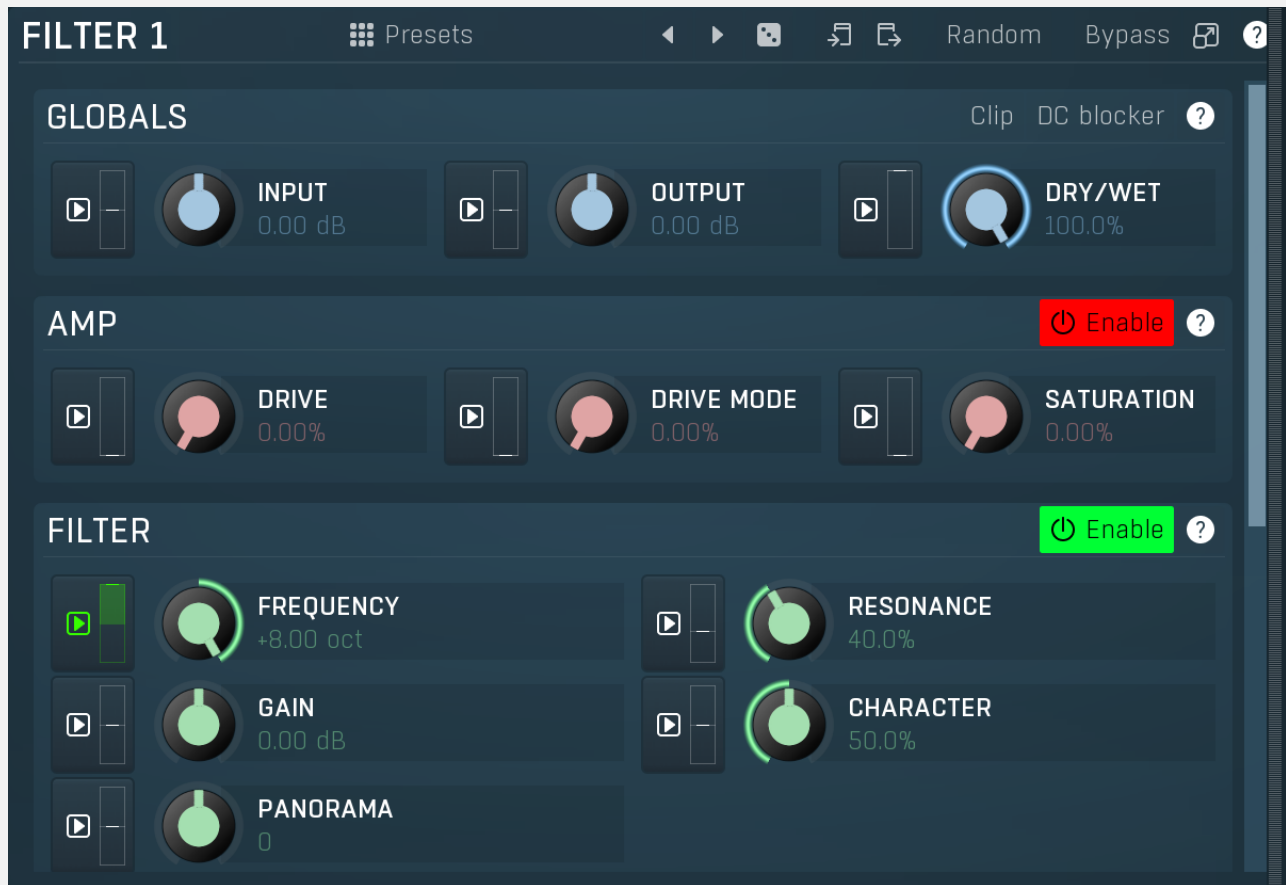 FILTER 1 Presets Random Bypass ?
GLOBALS Clip DC blocker ?
INPUT OUTPUT DRY/WET
0.00 dB 0.00 dB 100.0%
AMP Enable ?
DRIVE DRIVE MODE SATURATION
0.00% 0.00% 0.00%
FILTER Enable ?
FREQUENCY RESONANCE
+8.00 oct 40.0%
GAIN CHARACTER
0.00 dB 50.0%
PANORAMA
0